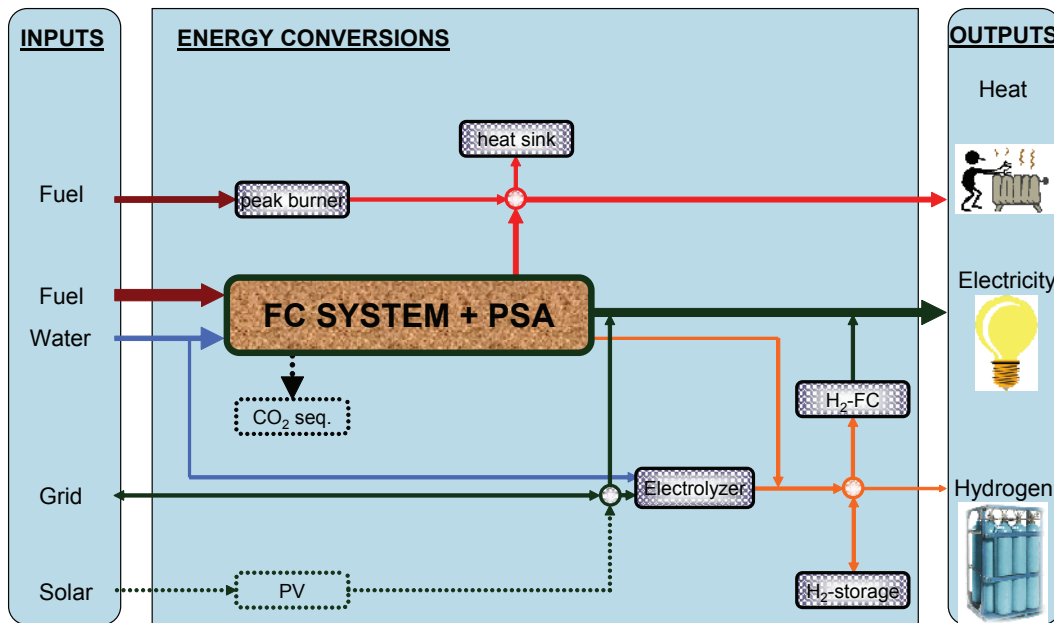 INPUTS
ENERGY CONVERSIONS
OUTPUTS
Heat
heat sink
Fuel
peak burner
Fuel
FC SYSTEM + PSA
Electricity
Water
H₂-FC
CO₂ seq.
Grid
Electrolyzer
Hydrogen
Solar
PV
H₂-storage